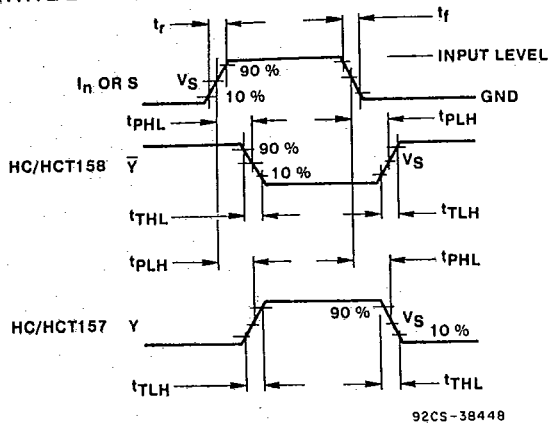 tr
tf
INPUT LEVEL
In OR S
VS
90 %
10 %
GND
tPHL
tPLH
HC/HCT158 Y̅
90 %
10 %
VS
tTHL
tTLH
tPLH
tPHL
HC/HCT157 Y
90 %
VS
10 %
tTLH
tTHL
92CS-38448